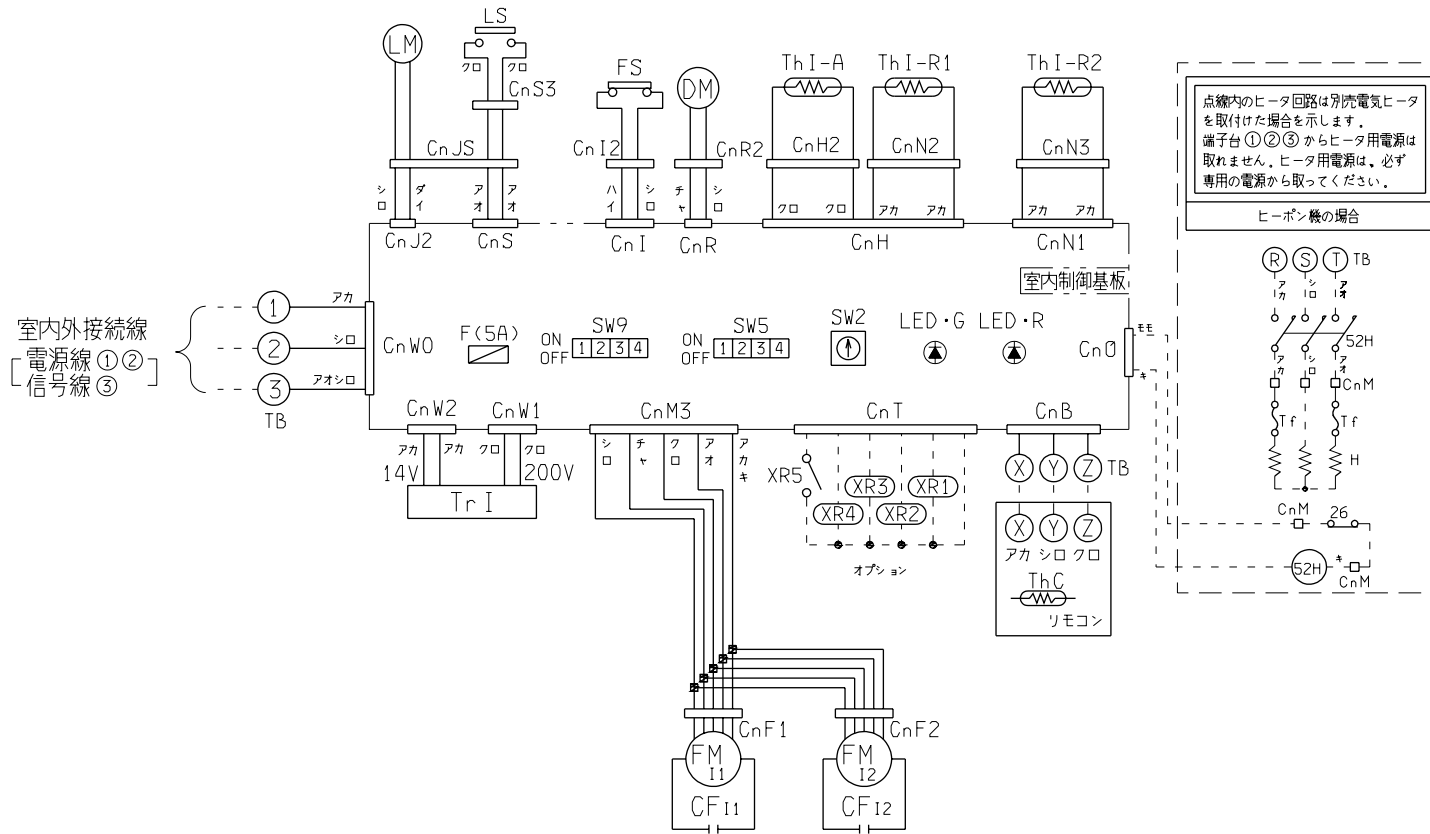 LS
LM
クロ クロ
CnS3
FS
DM
ThI-A
ThI-R1
ThI-R2
CnJS
CnI2
CnR2
CnH2
CnN2
CnN3
シロ
ダイ
アオ
アオ
ハイ
シロ
チャ
シロ
クロ クロ
アカ アカ
アカ アカ
CnJ2
CnS
CnI
CnR
CnH
CnN1
点線内のヒータ回路は別売電気ヒータ
を取付けた場合を示します.
端子台①②③からヒータ用電源は
取れません.ヒータ用電源は、必ず
専用の電源から取ってください.
ヒーポン機の場合
R S T TB
アカ
シロ
アオ
52H
アカ
シロ
アオ
CnM
Tf Tf
H
CnM 26
52H キ
CnM
室内制御基板
室内外接続線
電源線①②
信号線③
1 アカ
2 シロ
3 アオシロ
TB
CnW0
F(5A)
ON
OFF
SW9
1 2 3 4
ON
OFF
SW5
1 2 3 4
SW2
LED・G LED・R
CnO
モモ
キ
CnW2
CnW1
CnM3
CnT
CnB
アカ アカ
クロ クロ
14V
200V
TrI
シロ
チャ
クロ
アオ
アカ
キ
XR5
XR4
XR3
XR2
XR1
オプション
X Y Z TB
X Y Z
アカ シロ クロ
ThC
リモコン
CnF1
CnF2
FM I1
FM I2
CF I1
CF I2